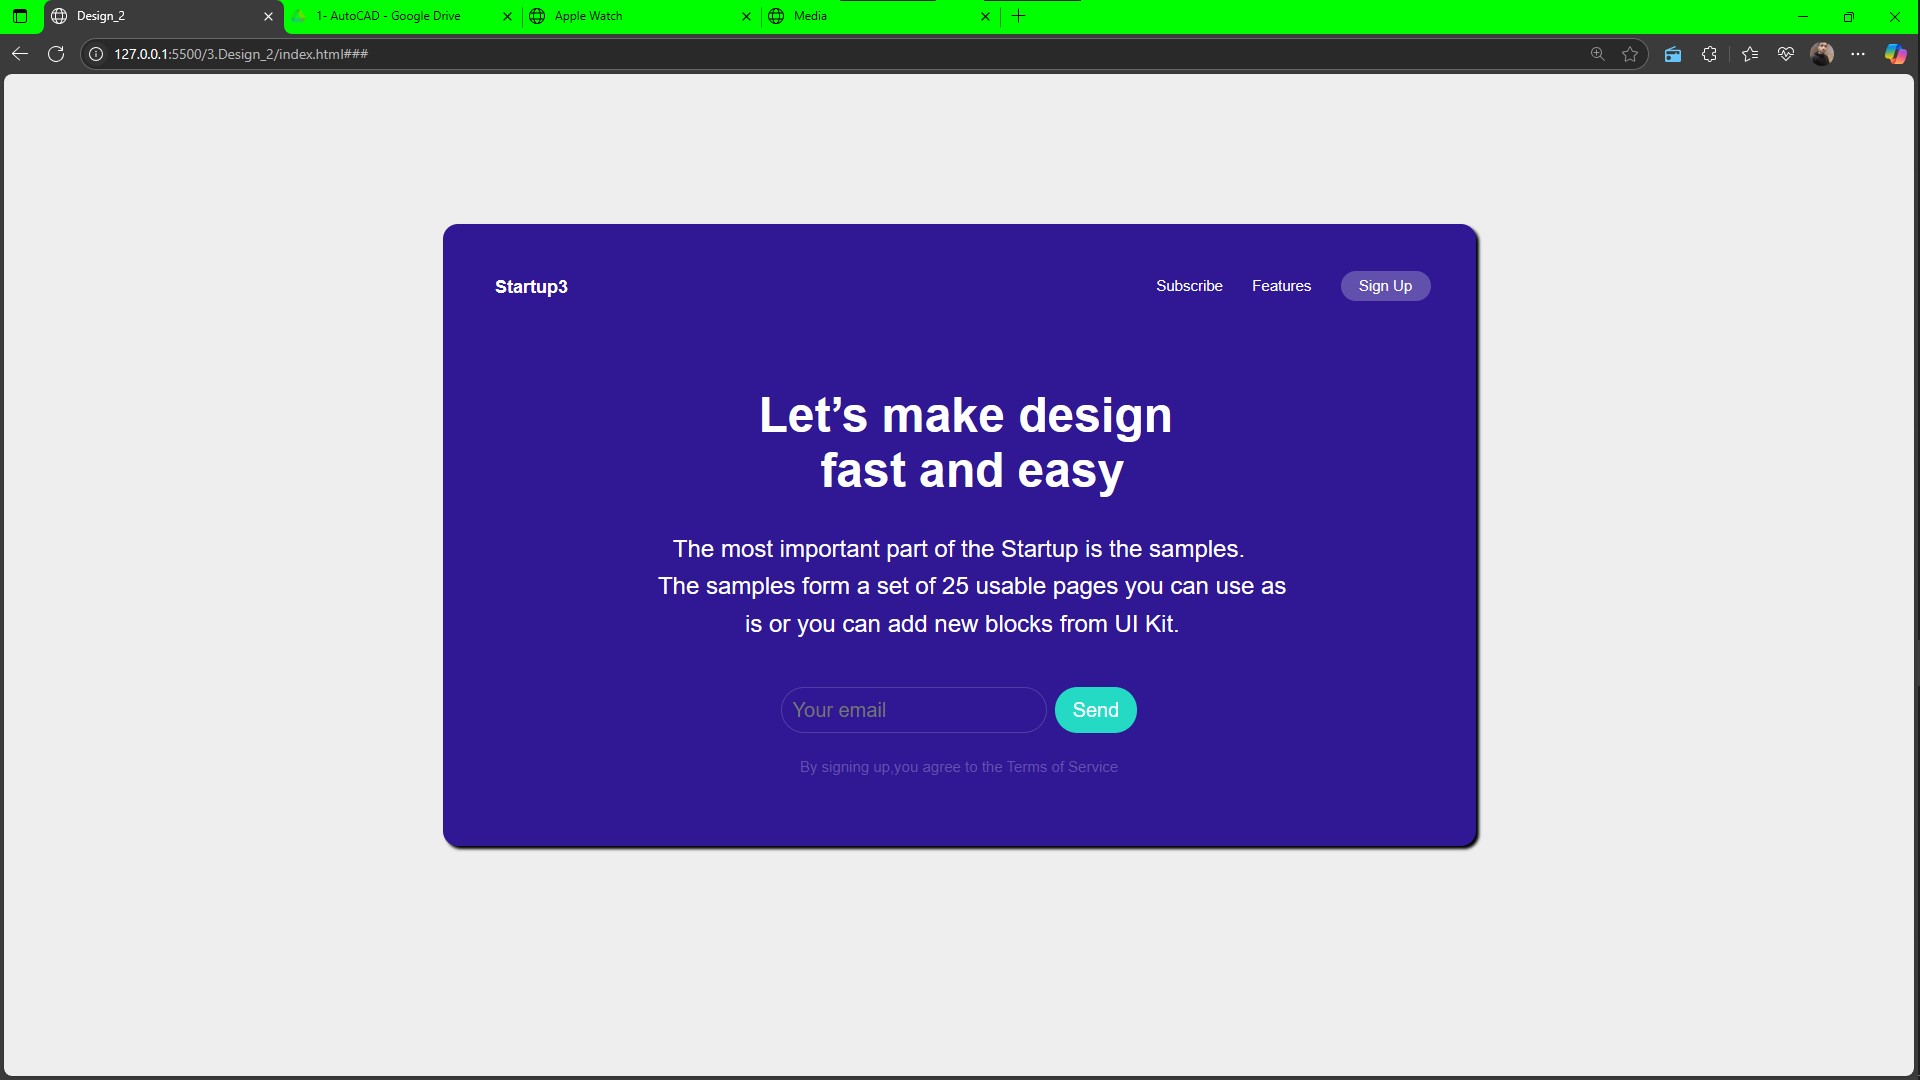 Design_2
1- AutoCAD - Google Drive
Apple Watch
Media
127.0.0.1:5500/3.Design_2/index.html###
Startup3
Subscribe
Features
Sign Up
Let’s make design
fast and easy
The most important part of the Startup is the samples.
The samples form a set of 25 usable pages you can use as
is or you can add new blocks from UI Kit.
Your email
Send
By signing up,you agree to the Terms of Service